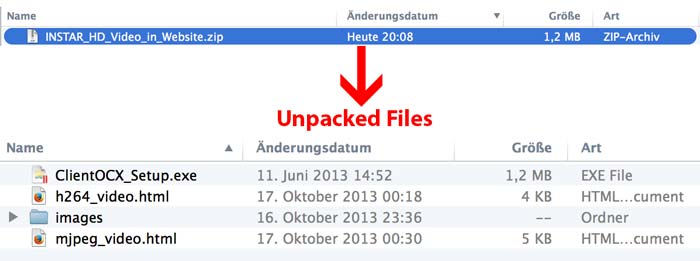 Name Änderungsdatum Größe Art
INSTAR_HD_Video_in_Website.zip Heute 20:08 1,2 MB ZIP-Archiv
Unpacked Files
Name Änderungsdatum Größe Art
ClientOCX_Setup.exe 11. Juni 2013 14:52 1,2 MB EXE File
h264_video.html 17. Oktober 2013 00:18 4 KB HTML...cument
images 16. Oktober 2013 23:36 -- Ordner
mjpeg_video.html 17. Oktober 2013 00:30 5 KB HTML...cument